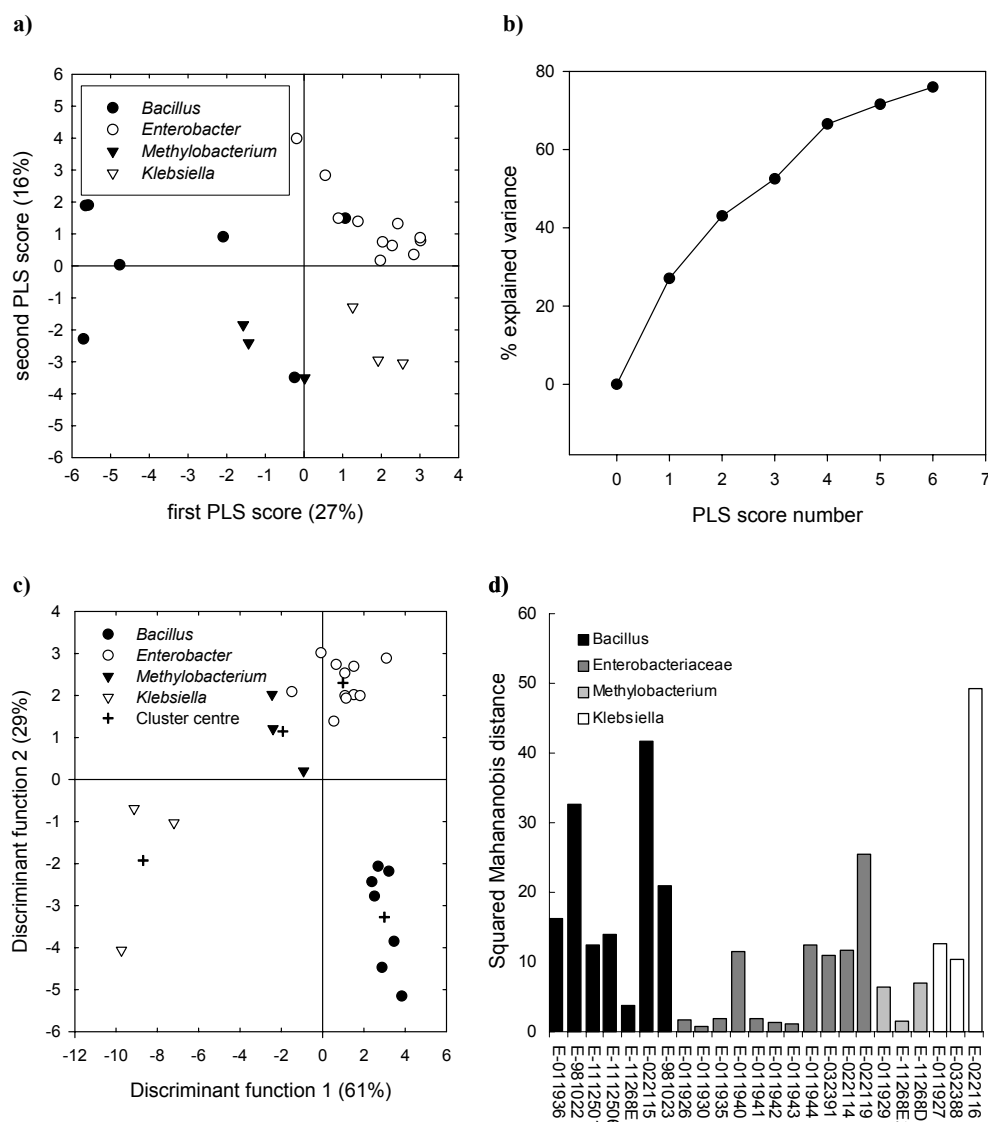 a)
6
5
4
3
2
1
0
-1
-2
-3
-4
-5
-6
second PLS score (16%)
Bacillus
Enterobacter
Methylobacterium
Klebsiella
-6 -5 -4 -3 -2 -1 0 1 2 3 4
first PLS score (27%)
b)
80
60
40
20
0
% explained variance
0 1 2 3 4 5 6 7
PLS score number
c)
4
3
2
1
0
-1
-2
-3
-4
-5
-6
Discriminant function 2 (29%)
Bacillus
Enterobacter
Methylobacterium
Klebsiella
Cluster centre
-12 -10 -8 -6 -4 -2 0 2 4 6
Discriminant function 1 (61%)
d)
60
50
40
30
20
10
0
Squared Mahananobis distance
Bacillus
Enterobacteriaceae
Methylobacterium
Klebsiella
E-011936
E-981022
E-022115
E-981023
E-011926
E-011930
E-011935
E-011940
E-011941
E-011942
E-011943
E-011944
E-032391
E-022114
E-022119
E-011929
E-11268D
E-011927
E-032388
E-022116